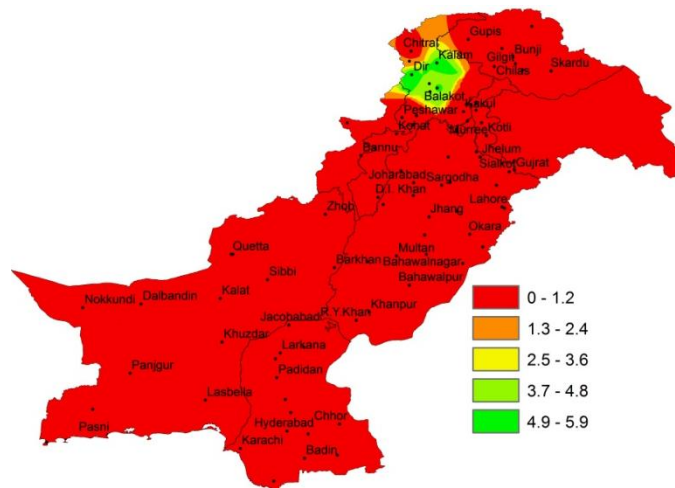 Gupis
Chitral
Kalam
Gilgit
Bunji
Dir
Chilas
Skardu
Balakot
Peshawar
Kakul
Kohat
Murree
Kotli
Bannu
Jhelum
Sialkot
Gujrat
Joharabad
Sargodha
D.I. Khan
Lahore
Zhob
Jhang
Okara
Quetta
Multan
Barkhan
Bahawalnagar
Sibbi
Bahawalpur
Nokkundi
Dalbandin
Kalat
0 - 1.2
Khanpur
R.Y.Khan
Jacobabad
1.3 - 2.4
Khuzdar
Larkana
2.5 - 3.6
Panjgur
Padidan
3.7 - 4.8
Lasbella
Pasni
Chhor
Hyderabad
4.9 - 5.9
Karachi
Badin